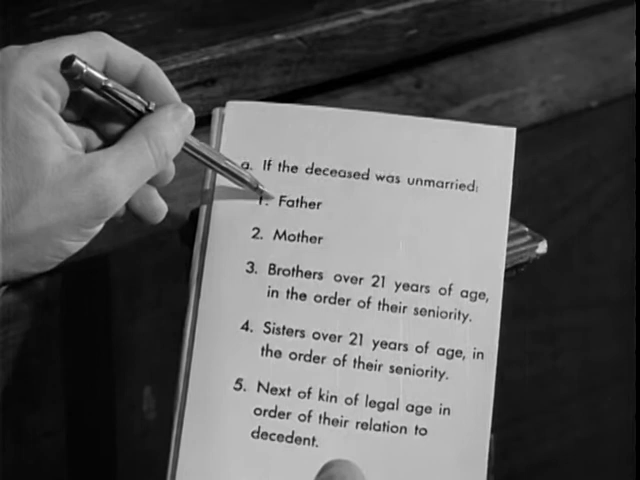 a. If the deceased was unmarried:
1. Father
2. Mother
3. Brothers over 21 years of age,
in the order of their seniority.
4. Sisters over 21 years of age, in
the order of their seniority.
5. Next of kin of legal age in
order of their relation to
decedent.